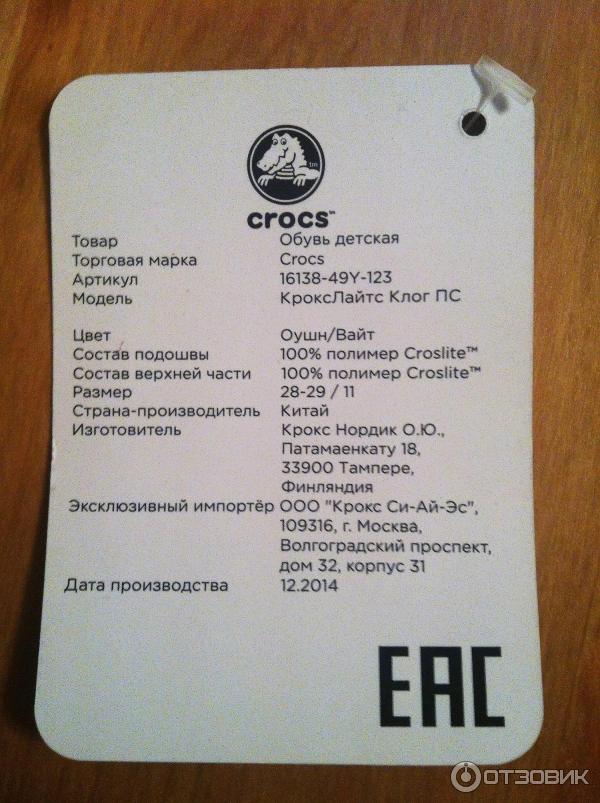 tm
crocs™
Товар Обувь детская
Торговая марка Crocs
Артикул 16138-49Y-123
Модель КроксЛайтс Клог ПС
Цвет Оушн/Вайт
Состав подошвы 100% полимер Croslite™
Состав верхней части 100% полимер Croslite™
Размер 28-29 / 11
Страна-производитель Китай
Изготовитель Крокс Нордик О.Ю.,
Патамаенкату 18,
33900 Тампере,
Финляндия
Эксклюзивный импортёр ООО "Крокс Си-Ай-Эс",
109316, г. Москва,
Волгоградский проспект,
дом 32, корпус 31
Дата производства 12.2014
EAC
ОТЗОВИК